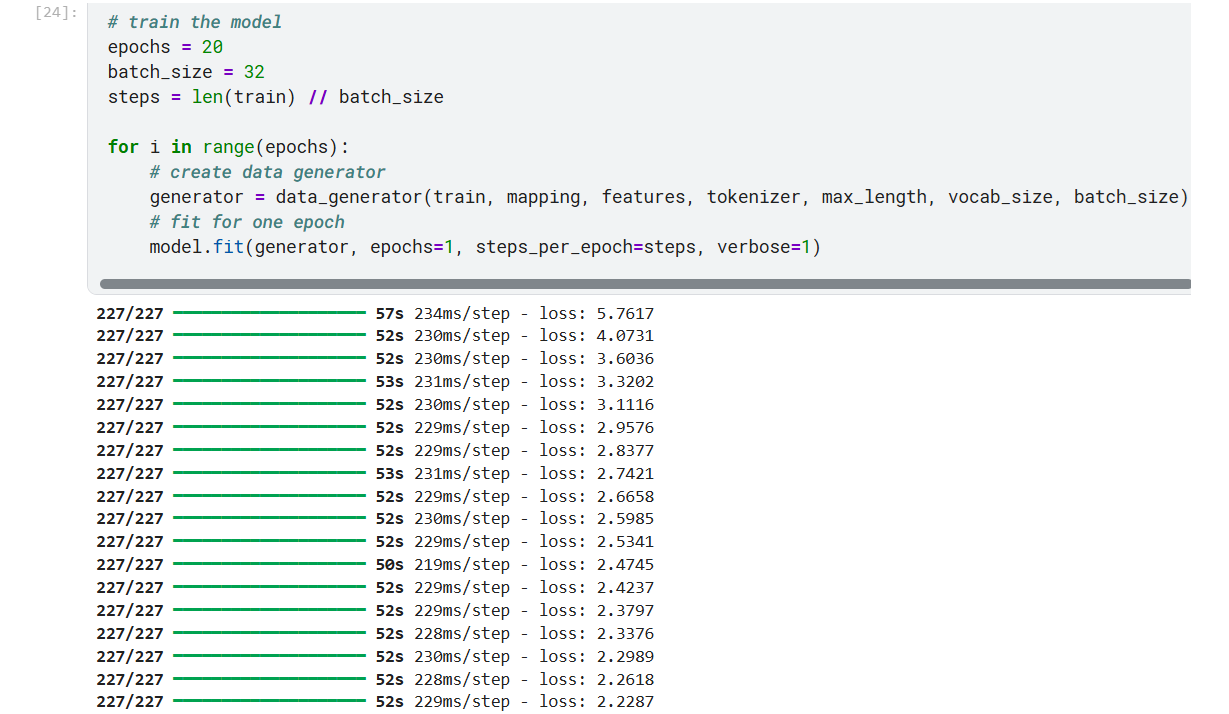 [24]:
# train the model
epochs = 20
batch_size = 32
steps = len(train) // batch_size
for i in range(epochs):
    # create data generator
    generator = data_generator(train, mapping, features, tokenizer, max_length, vocab_size, batch_size)
    # fit for one epoch
    model.fit(generator, epochs=1, steps_per_epoch=steps, verbose=1)
227/227 57s 234ms/step - loss: 5.7617
227/227 52s 230ms/step - loss: 4.0731
227/227 52s 230ms/step - loss: 3.6036
227/227 53s 231ms/step - loss: 3.3202
227/227 52s 230ms/step - loss: 3.1116
227/227 52s 229ms/step - loss: 2.9576
227/227 52s 229ms/step - loss: 2.8377
227/227 53s 231ms/step - loss: 2.7421
227/227 52s 229ms/step - loss: 2.6658
227/227 52s 230ms/step - loss: 2.5985
227/227 52s 229ms/step - loss: 2.5341
227/227 50s 219ms/step - loss: 2.4745
227/227 52s 229ms/step - loss: 2.4237
227/227 52s 229ms/step - loss: 2.3797
227/227 52s 228ms/step - loss: 2.3376
227/227 52s 230ms/step - loss: 2.2989
227/227 52s 228ms/step - loss: 2.2618
227/227 52s 229ms/step - loss: 2.2287